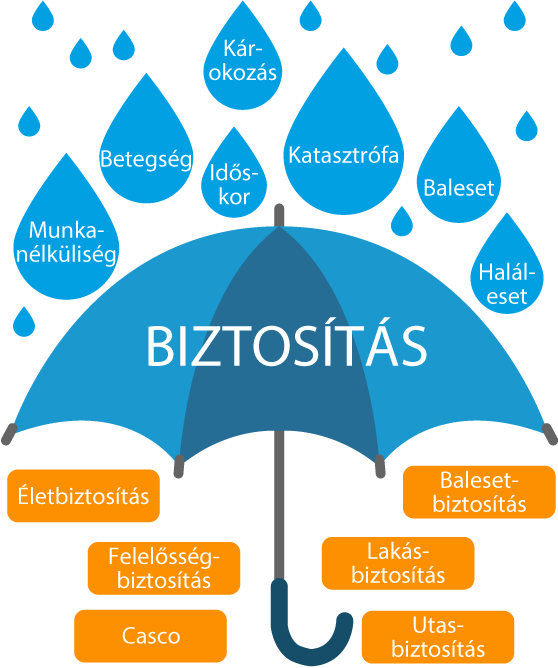 Kár-
okozás
Betegség
Idős-
kor
Katasztrófa
Baleset
Munka-
nélküliség
Halál-
eset
BIZTOSÍTÁS
Életbiztosítás
Baleset-
biztosítás
Felelősség-
biztosítás
Lakás-
biztosítás
Casco
Utas-
biztosítás